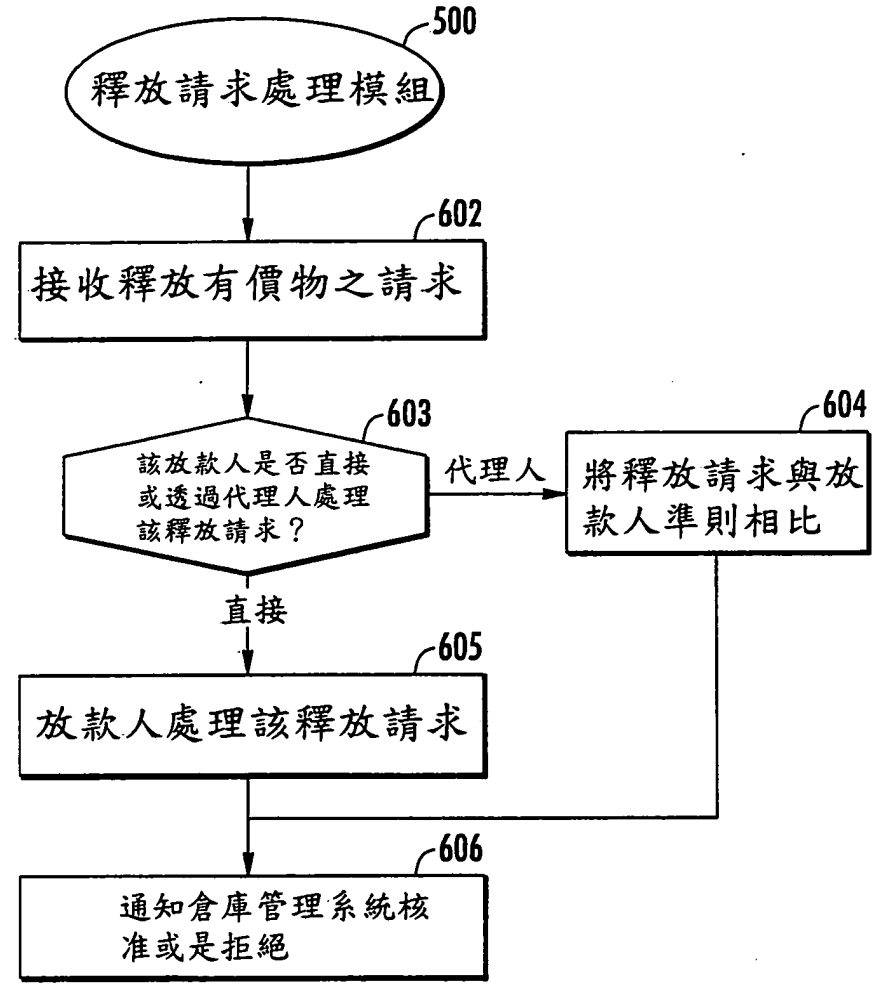 500
釋放請求處理模組
602
接收釋放有價物之請求
603
該放款人是否直接
或透過代理人處理
該釋放請求？
代理人
604
將釋放請求與放
款人準則相比
直接
605
放款人處理該釋放請求
606
通知倉庫管理系統核
准或是拒絕